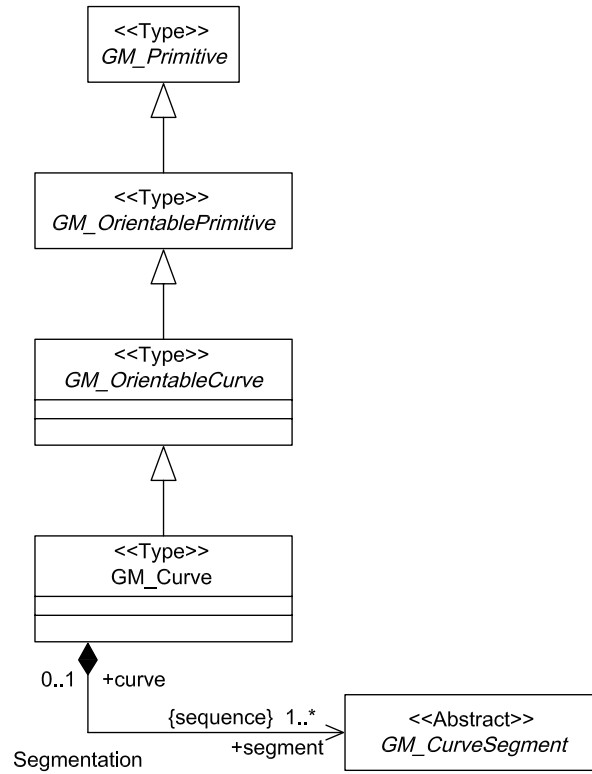 <<Type>>
GM_Primitive
<<Type>>
GM_OrientablePrimitive
<<Type>>
GM_OrientableCurve
<<Type>>
GM_Curve
0..1 +curve
{sequence} 1..*
+segment
Segmentation
<<Abstract>>
GM_CurveSegment